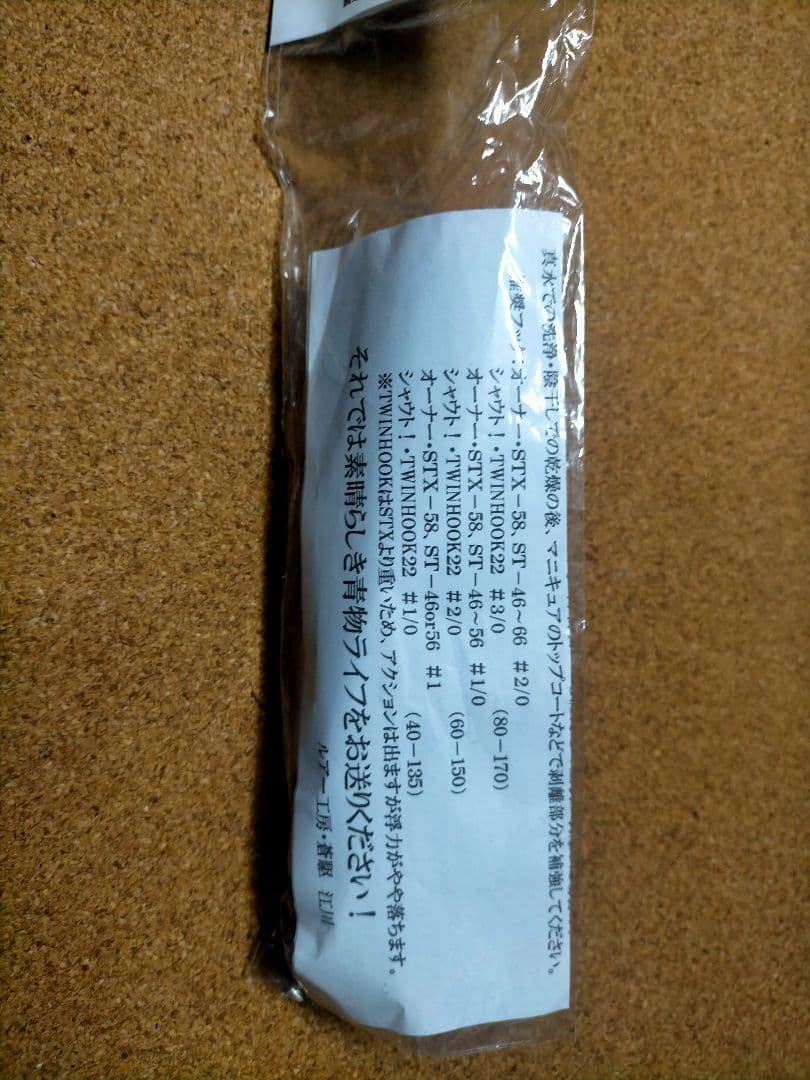 真水での洗浄・陰干しでの乾燥の後、マニキュアのトップコートなどで剥離部分を補強してください。
推奨フック:オーナー・STX-58、ST-46~66 #2/0
シャウト!・TWINHOOK22 #3/0 (80-170)
オーナー・STX-58、ST-46~56 #1/0
シャウト!・TWINHOOK22 #2/0 (60-150)
オーナー・STX-58、ST-46or56 #1
シャウト!・TWINHOOK22 #1/0 (40-135)
※TWINHOOKはSTXより重いため、アクションは出ますが浮力がやや落ちます。
それでは素晴らしき青物ライフをお送りください!
ルアー工房・蒼駆 江川